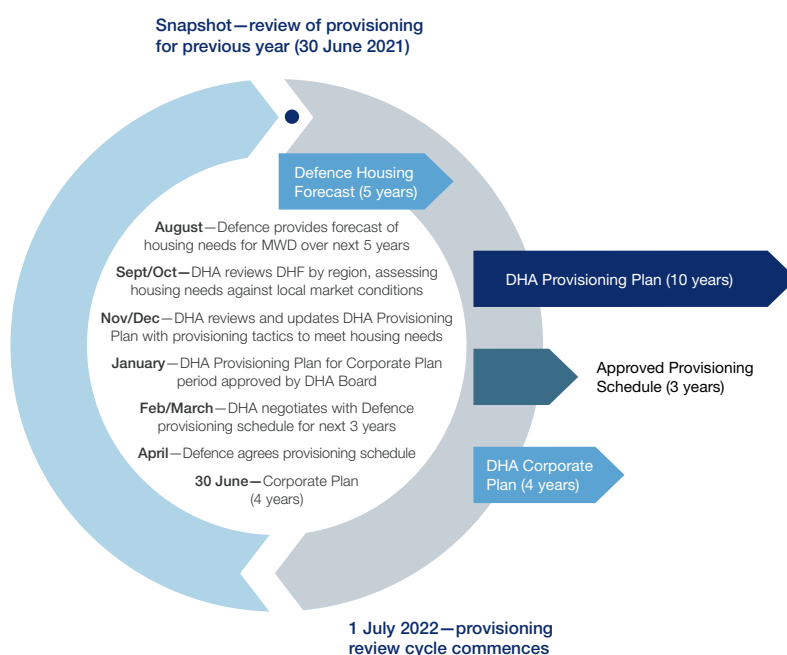 Snapshot—review of provisioning
for previous year (30 June 2021)
Defence Housing
Forecast (5 years)
August—Defence provides forecast of
housing needs for MWD over next 5 years
Sept/Oct—DHA reviews DHF by region, assessing
housing needs against local market conditions
Nov/Dec—DHA reviews and updates DHA Provisioning
Plan with provisioning tactics to meet housing needs
January—DHA Provisioning Plan for Corporate Plan
period approved by DHA Board
Feb/March—DHA negotiates with Defence
provisioning schedule for next 3 years
April—Defence agrees provisioning schedule
30 June—Corporate Plan
(4 years)
DHA Provisioning Plan (10 years)
Approved Provisioning
Schedule (3 years)
DHA Corporate
Plan (4 years)
1 July 2022—provisioning
review cycle commences